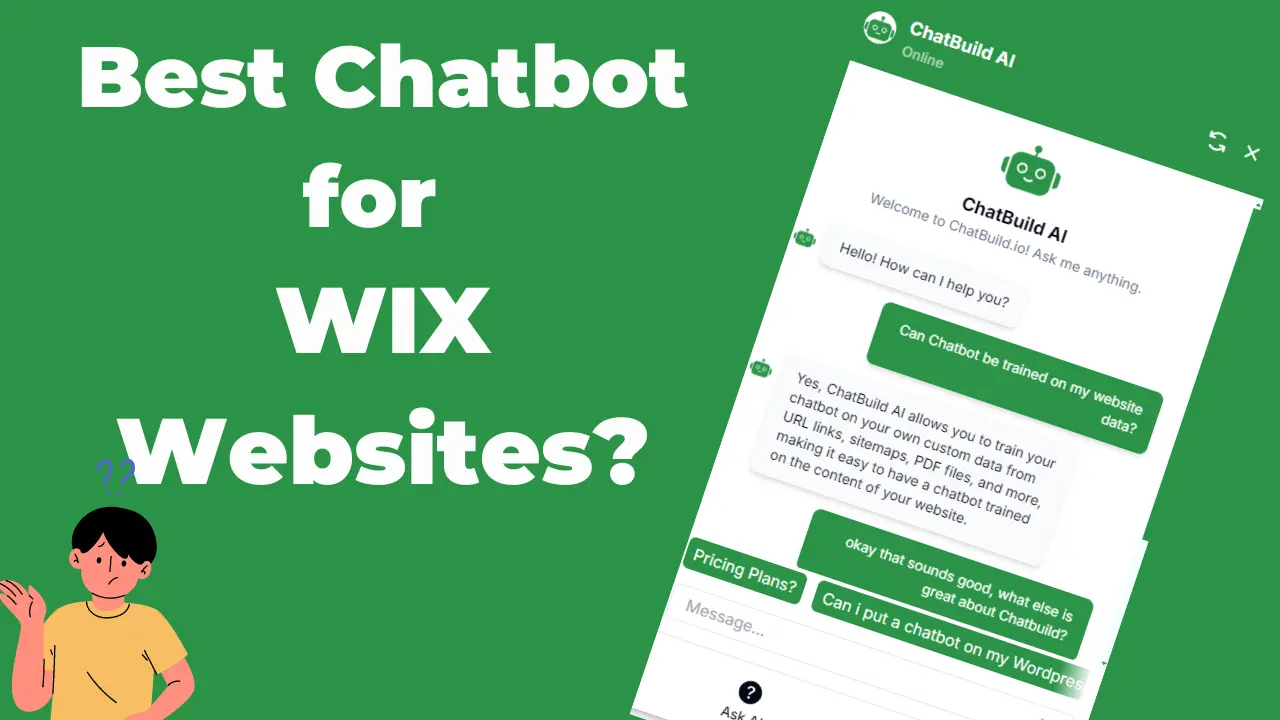 Best Chatbot
for
WIX
Websites?
??
ChatBuild AI
Online
ChatBuild AI
Welcome to ChatBuild.io! Ask me anything.
Hello! How can I help you?
Can Chatbot be trained on my website
data?
Yes, ChatBuild AI allows you to train your
chatbot on your own custom data from
URL links, sitemaps, PDF files, and more,
making it easy to have a chatbot trained
on the content of your website.
okay that sounds good, what else is
great about Chatbuild?
Pricing Plans?
Can i put a chatbot on my Wordpres
Message...
?
Ask AI